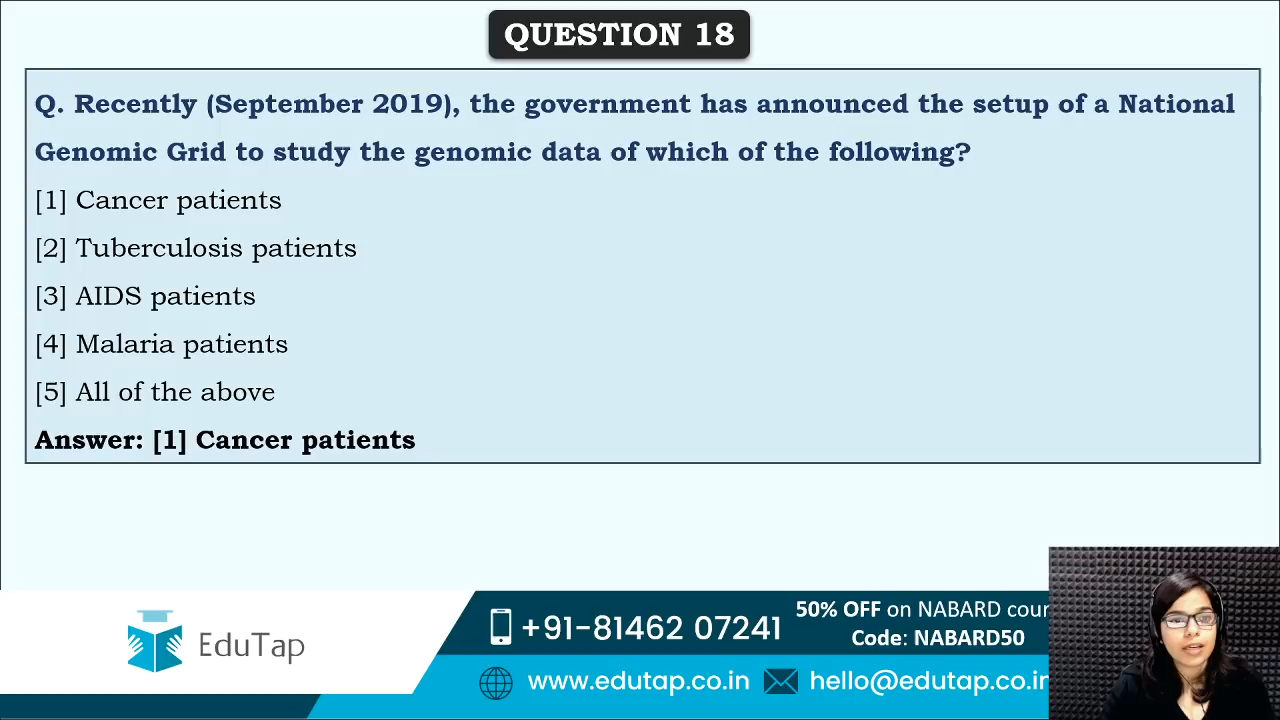 QUESTION 18
Q. Recently (September 2019), the government has announced the setup of a National
Genomic Grid to study the genomic data of which of the following?
[1] Cancer patients
[2] Tuberculosis patients
[3] AIDS patients
[4] Malaria patients
[5] All of the above
Answer: [1] Cancer patients
EduTap
+91-81462 07241
50% OFF on NABARD cour
Code: NABARD50
www.edutap.co.in
hello@edutap.co.in